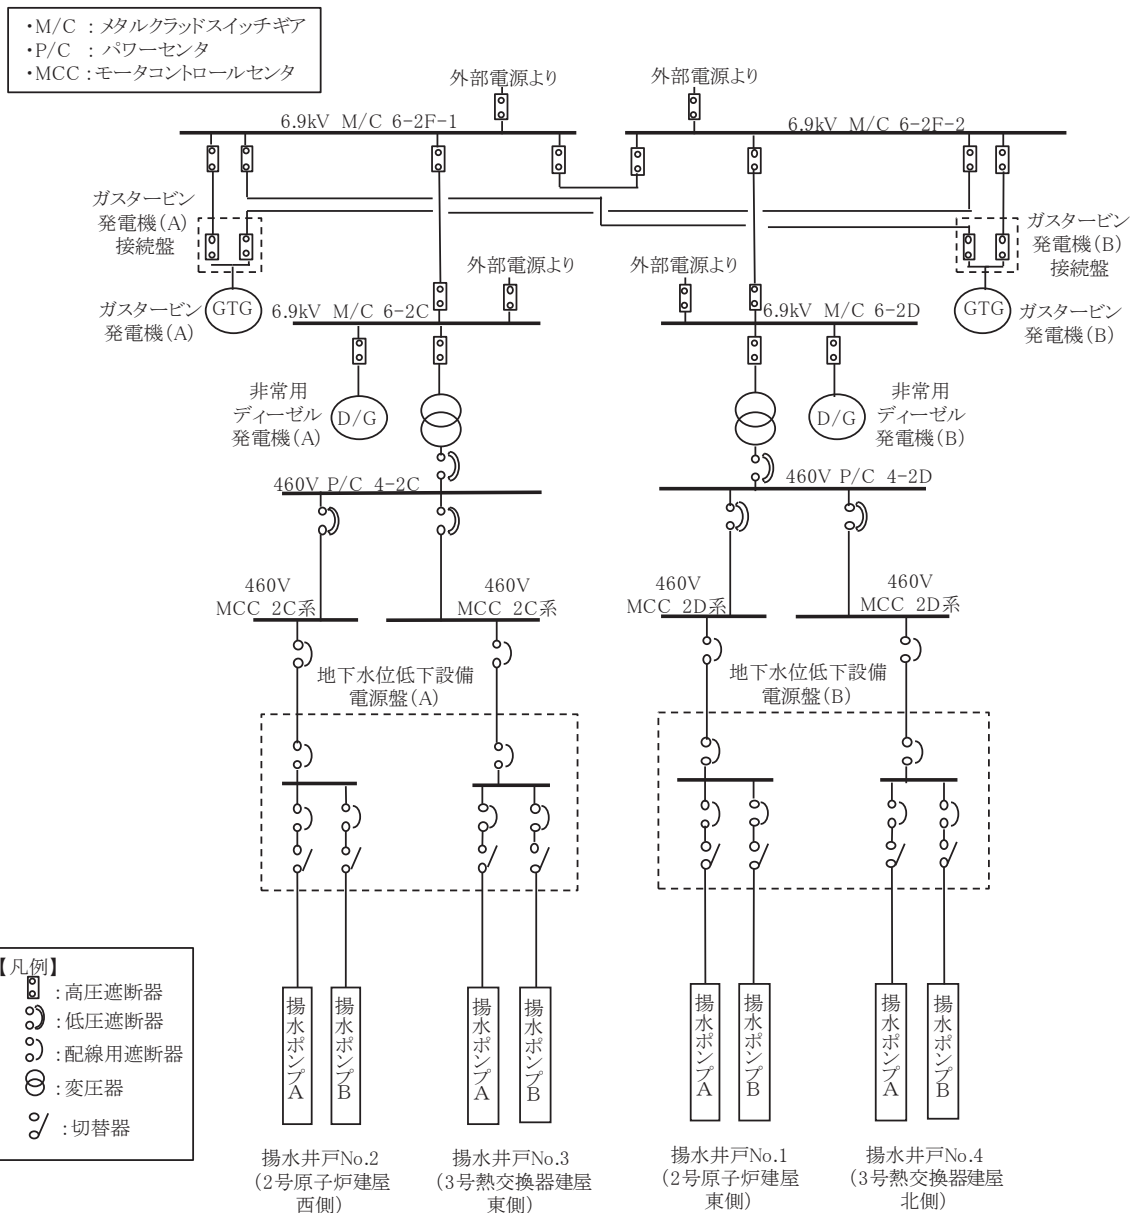 ・M/C ：メタルクラッドスイッチギア
・P/C ：パワーセンタ
・MCC：モータコントロールセンタ
外部電源より
外部電源より
6.9kV M/C 6-2F-1
6.9kV M/C 6-2F-2
ガスタービン
発電機(A)
接続盤
ガスタービン
発電機(B)
接続盤
外部電源より
外部電源より
ガスタービン
発電機(A)
GTG
6.9kV M/C 6-2C
6.9kV M/C 6-2D
GTG
ガスタービン
発電機(B)
非常用
ディーゼル
発電機(A)
D/G
D/G
非常用
ディーゼル
発電機(B)
460V P/C 4-2C
460V P/C 4-2D
460V
MCC 2C系
460V
MCC 2C系
460V
MCC 2D系
460V
MCC 2D系
地下水位低下設備
電源盤(A)
地下水位低下設備
電源盤(B)
【凡例】
：高圧遮断器
：低圧遮断器
：配線用遮断器
：変圧器
：切替器
揚水ポンプA
揚水ポンプB
揚水ポンプA
揚水ポンプB
揚水ポンプA
揚水ポンプB
揚水ポンプA
揚水ポンプB
揚水井戸No.2
(2号原子炉建屋
西側)
揚水井戸No.3
(3号熱交換器建屋
東側)
揚水井戸No.1
(2号原子炉建屋
東側)
揚水井戸No.4
(3号熱交換器建屋
北側)